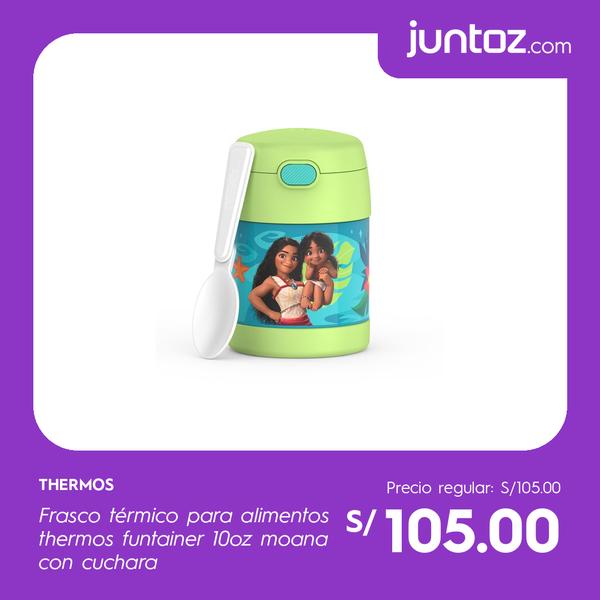 juntoz.com
THERMOS
Frasco térmico para alimentos
thermos funtainer 10oz moana
con cuchara
Precio regular: S/105.00
S/ 105.00